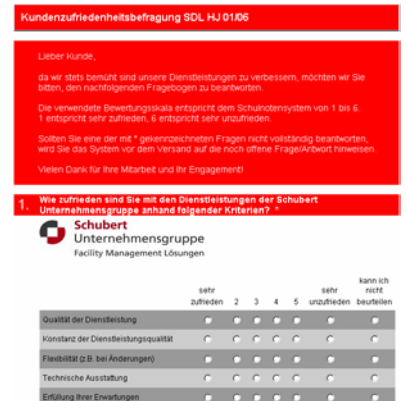 Kundenzufriedenheitsbefragung SDL HJ 01/06
Lieber Kunde,
da wir stets bemüht sind unsere Dienstleistungen zu verbessern, möchten wir Sie
bitten, den nachfolgenden Fragebogen zu beantworten.
Die verwendete Bewertungsskala entspricht dem Schulnotensystem von 1 bis 6.
1 entspricht sehr zufrieden, 6 entspricht sehr unzufrieden.
Sollten Sie eine der mit * gekennzeichneten Fragen nicht vollständig beantworten,
wird Sie das System vor dem Versand auf die noch offene Frage/Antwort hinweisen.
Vielen Dank für Ihre Mitarbeit und Ihr Engagement!
1. Wie zufrieden sind Sie mit den Dienstleistungen der Schubert
Unternehmensgruppe anhand folgender Kriterien? *
Schubert
Unternehmensgruppe
Facility Management Lösungen
sehr zufrieden 2 3 4 5 sehr unzufrieden kann ich nicht beurteilen
Qualität der Dienstleistung
Konstanz der Dienstleistungsqualität
Flexibilität (z.B. bei Änderungen)
Technische Ausstattung
Erfüllung Ihrer Erwartungen